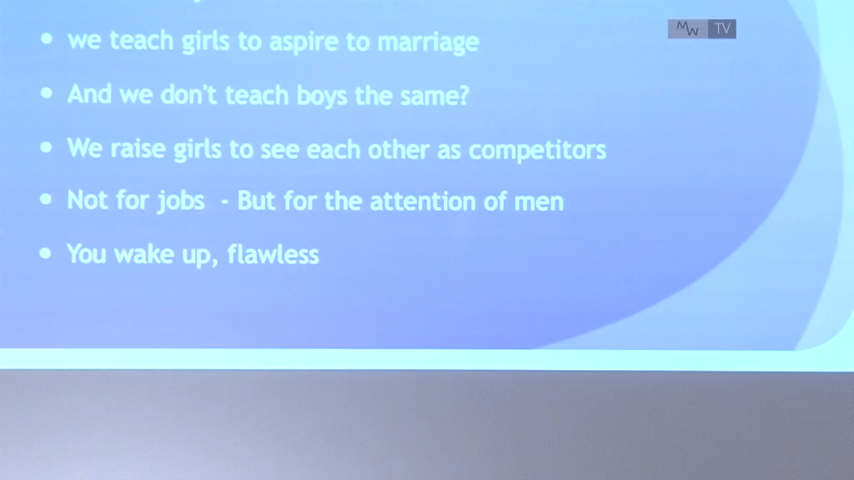 MW TV
• we teach girls to aspire to marriage
• And we don't teach boys the same?
• We raise girls to see each other as competitors
• Not for jobs - But for the attention of men
• You wake up, flawless